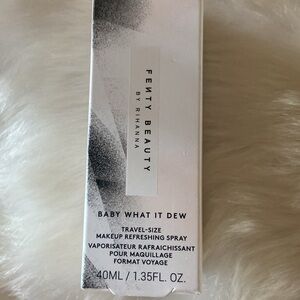 FEИTY BEAUTY
BY RIHANNA
BABY WHAT IT DEW
TRAVEL-SIZE
MAKEUP REFRESHING SPRAY
VAPORISATEUR RAFRAICHISSANT
POUR MAQUILLAGE
FORMAT VOYAGE
40ML / 1.35FL. OZ.